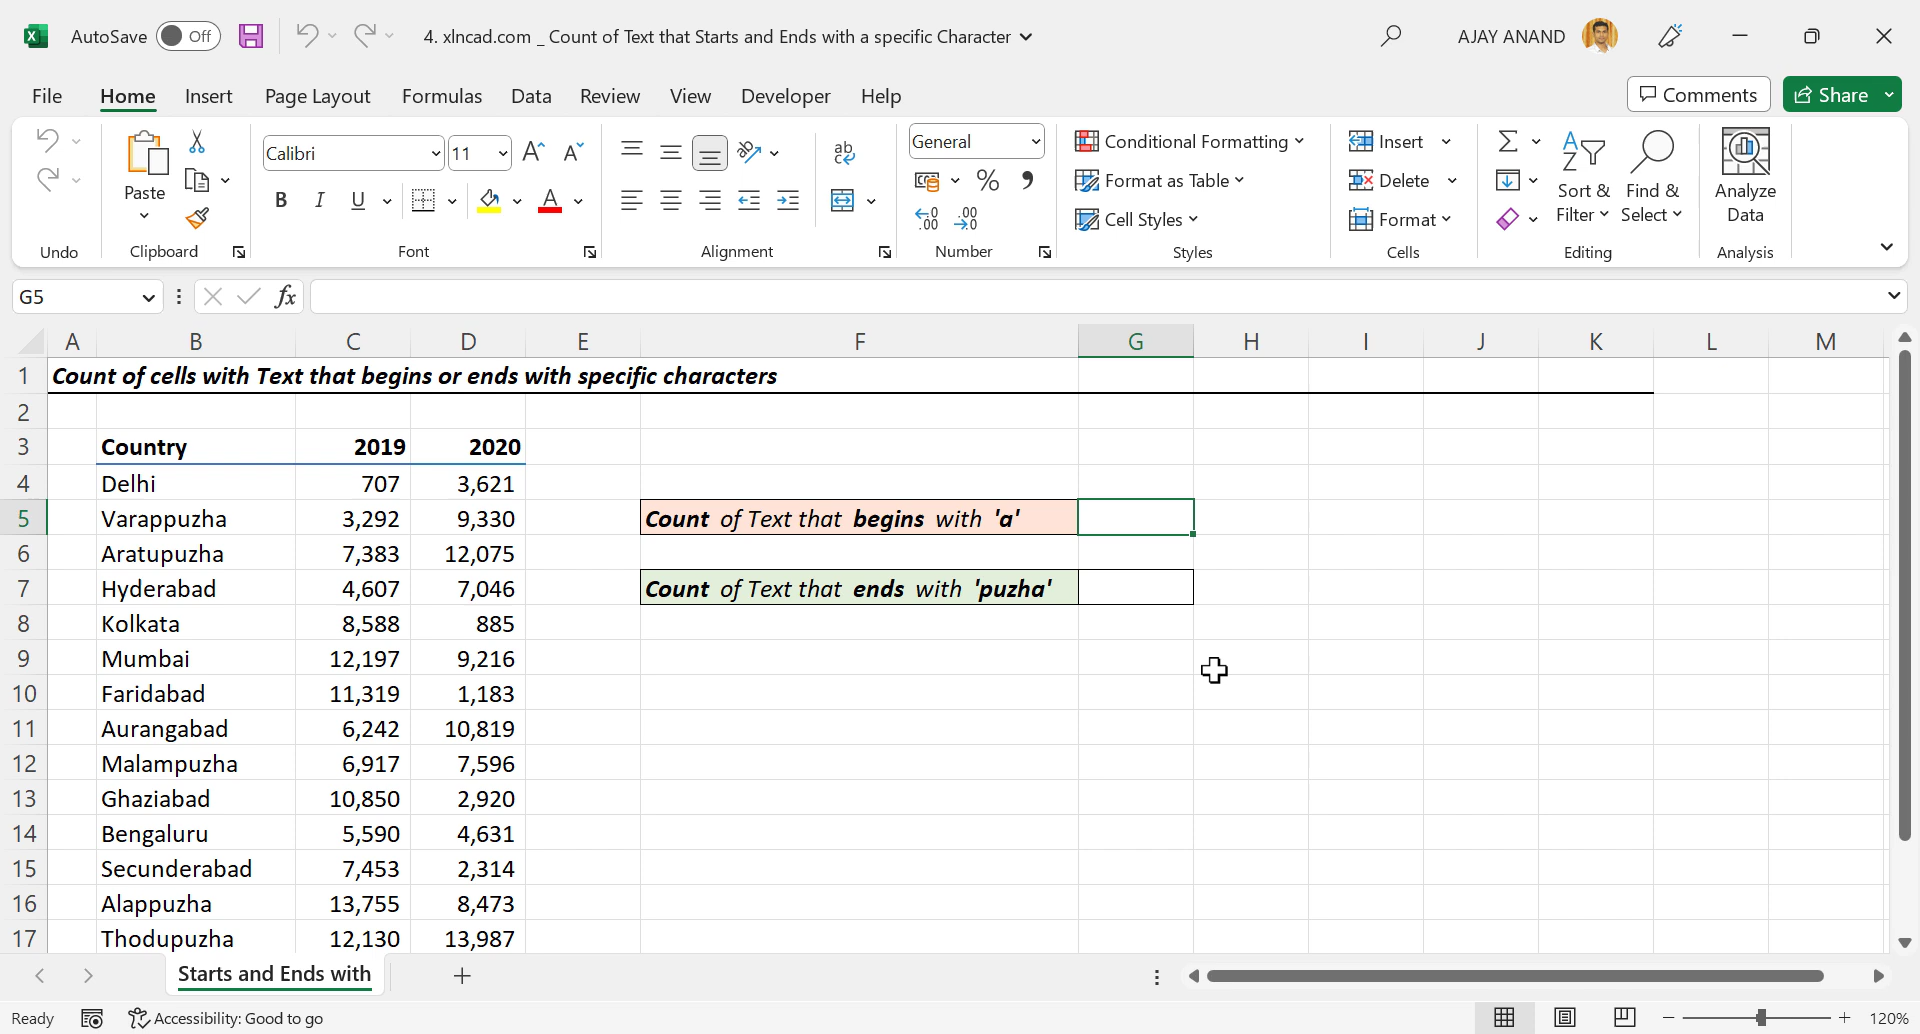 AutoSave Off 4. xlncad.com _ Count of Text that Starts and Ends with a specific Character AJAY ANAND
File Home Insert Page Layout Formulas Data Review View Developer Help Comments Share
Paste
Calibri 11
B I U A
ab
General
% 9
Conditional Formatting
Format as Table
Cell Styles
Insert
Delete
Format
Sort & Filter
Find & Select
Analyze Data
Undo Clipboard Font Alignment Number Styles Cells Editing Analysis
G5 fx
A B C D E F G H I J K L M
1 Count of cells with Text that begins or ends with specific characters
2
3 Country 2019 2020
4 Delhi 707 3,621
5 Varappuzha 3,292 9,330 Count of Text that begins with 'a'
6 Aratupuzha 7,383 12,075
7 Hyderabad 4,607 7,046 Count of Text that ends with 'puzha'
8 Kolkata 8,588 885
9 Mumbai 12,197 9,216
10 Faridabad 11,319 1,183
11 Aurangabad 6,242 10,819
12 Malampuzha 6,917 7,596
13 Ghaziabad 10,850 2,920
14 Bengaluru 5,590 4,631
15 Secunderabad 7,453 2,314
16 Alappuzha 13,755 8,473
17 Thodupuzha 12,130 13,987
Starts and Ends with
Ready Accessibility: Good to go 120%